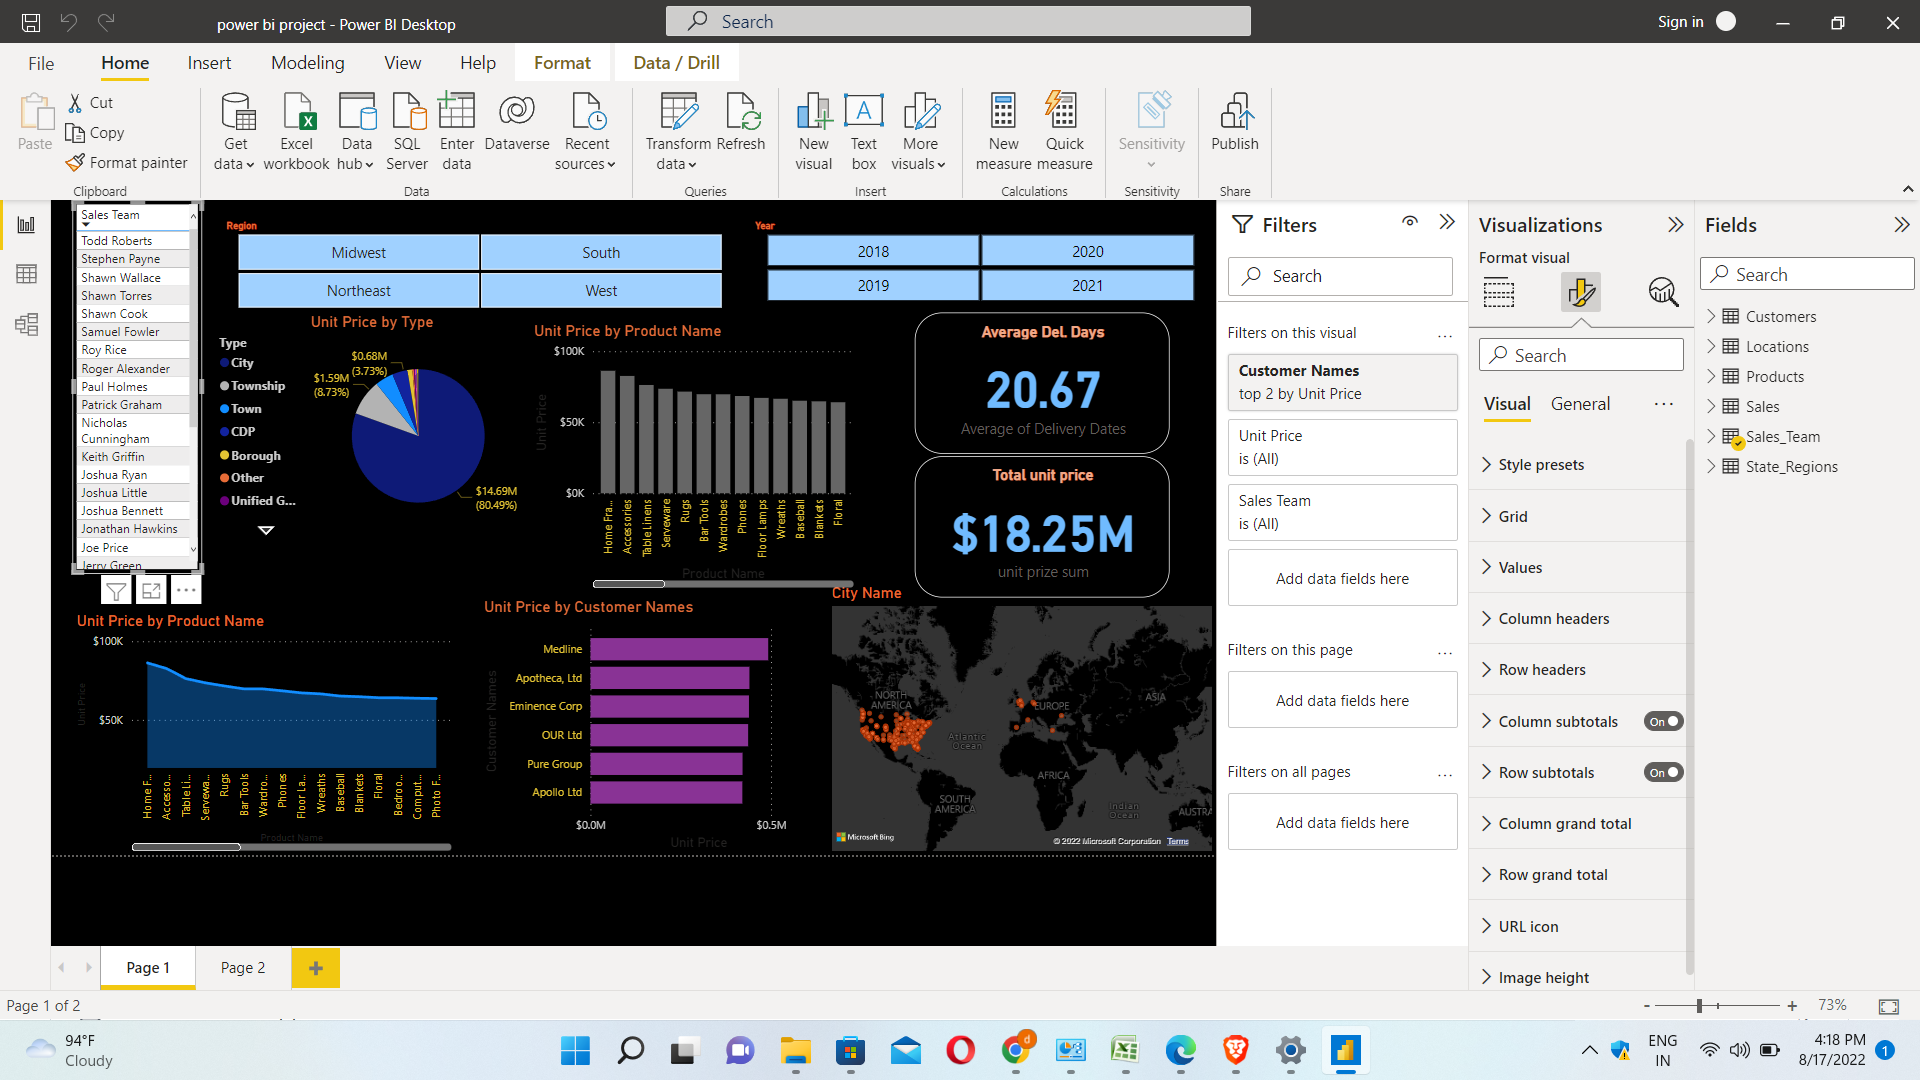 power bi project - Power BI Desktop
Search
Sign in
File
Home
Insert
Modeling
View
Help
Format
Data / Drill
Paste
Cut
Copy
Format painter
Clipboard
Get data
Excel workbook
Data hub
SQL Server
Enter data
Dataverse
Recent sources
Data
Transform data
Refresh
Queries
New visual
Text box
More visuals
Insert
New measure
Quick measure
Calculations
Sensitivity
Sensitivity
Publish
Share
Sales Team
Todd Roberts
Stephen Payne
Shawn Wallace
Shawn Torres
Shawn Cook
Samuel Fowler
Roy Rice
Roger Alexander
Paul Holmes
Patrick Graham
Nicholas
Cunningham
Keith Griffin
Joshua Ryan
Joshua Little
Joshua Bennett
Jonathan Hawkins
Joe Price
Jerry Green
Region
Midwest
South
Northeast
West
Year
2018
2020
2019
2021
Unit Price by Type
Type
City
Township
Town
CDP
Borough
Other
Unified G...
$0.68M
(3.73%)
$1.59M
(8.73%)
$14.69M
(80.49%)
Unit Price by Product Name
Unit Price
$100K
$50K
$0K
Home Fra...
Accessories
Table Linens
Serveware
Rugs
Bar Tools
Wardrobes
Phones
Floor Lamps
Wreaths
Baseball
Blankets
Floral
Product Name
Average Del. Days
20.67
Average of Delivery Dates
Total unit price
$18.25M
unit prize sum
Unit Price by Product Name
Unit Price
$100K
$50K
Home F...
Accesso...
Table Li...
Servewa...
Rugs
Bar Tools
Wardro...
Phones
Floor La...
Wreaths
Baseball
Blankets
Floral
Bedroo...
Comput...
Photo F...
Product Name
Unit Price by Customer Names
Customer Names
Medline
Apotheca, Ltd
Eminence Corp
OUR Ltd
Pure Group
Apollo Ltd
$0.0M
$0.5M
Unit Price
City Name
NORTH
AMERICA
EUROPE
ASIA
Atlantic
Ocean
AFRICA
SOUTH
AMERICA
Indian
Ocean
AUSTRA
Microsoft Bing
© 2022 Microsoft Corporation Terms
Filters
Search
Filters on this visual
...
Customer Names
top 2 by Unit Price
Unit Price
is (All)
Sales Team
is (All)
Add data fields here
Filters on this page
...
Add data fields here
Filters on all pages
...
Add data fields here
Visualizations
Format visual
Search
Visual
General
...
Style presets
Grid
Values
Column headers
Row headers
Column subtotals
On
Row subtotals
On
Column grand total
Row grand total
URL icon
Image height
Fields
Search
Customers
Locations
Products
Sales
Sales_Team
State_Regions
Page 1
Page 2
+
Page 1 of 2
- + 73%
94°F
Cloudy
A
d
ENG
IN
4:18 PM
8/17/2022
1